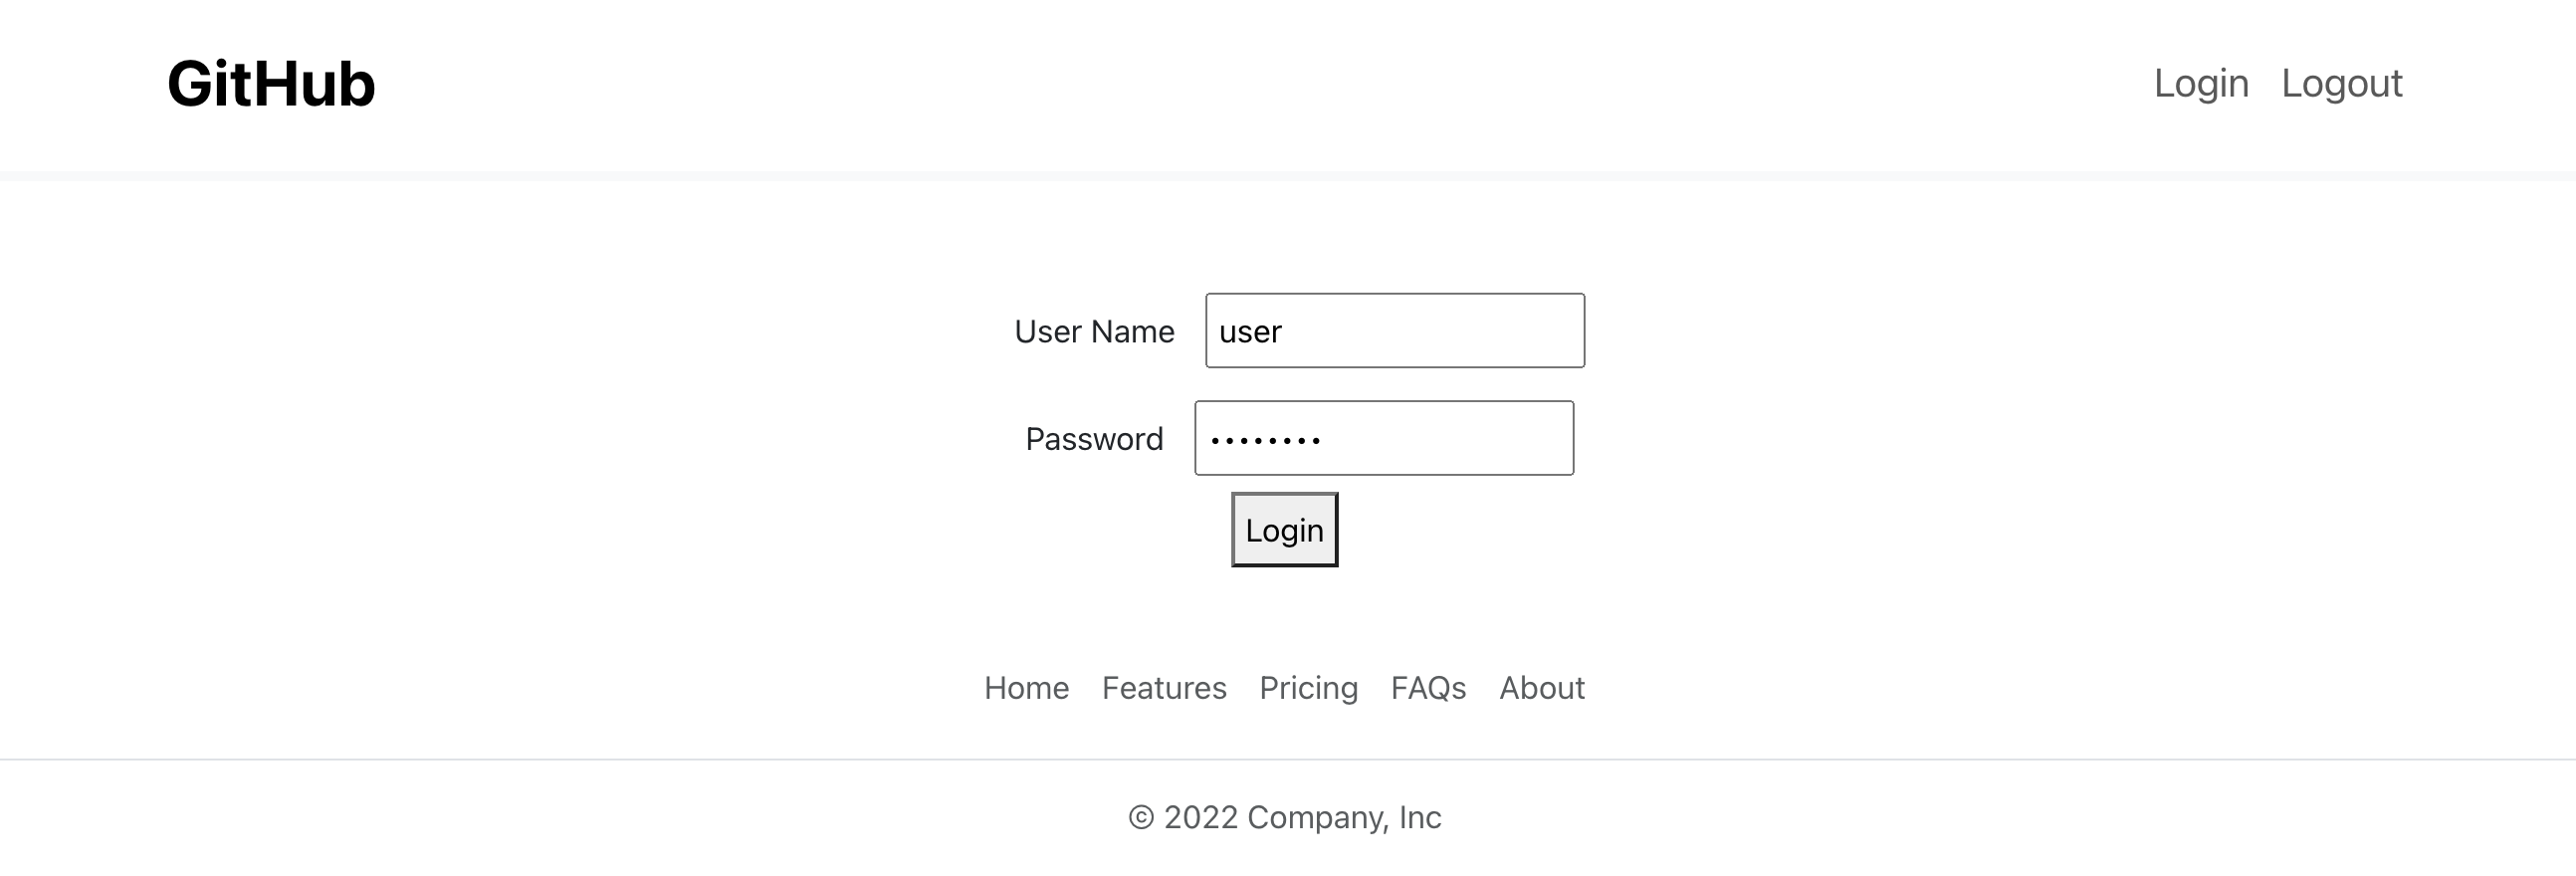 GitHub
Login Logout
User Name user
Password ••••••••
Login
Home Features Pricing FAQs About
© 2022 Company, Inc